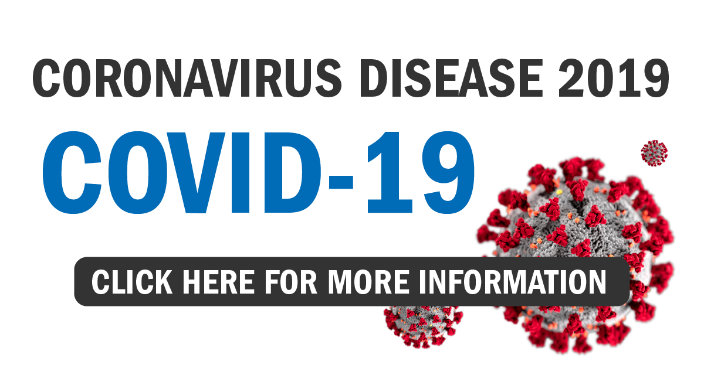 CORONAVIRUS DISEASE 2019
COVID-19
CLICK HERE FOR MORE INFORMATION